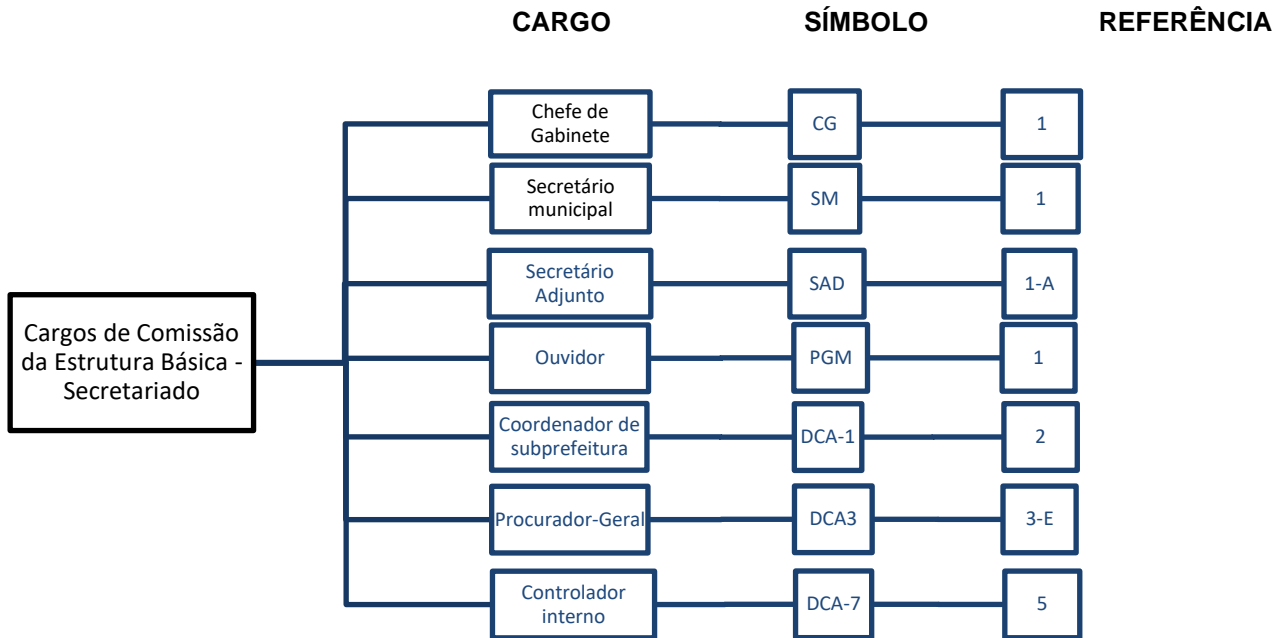 CARGO SÍMBOLO REFERÊNCIA
Chefe de
Gabinete
CG
1
Secretário
municipal
SM
1
Secretário
Adjunto
SAD
1-A
Cargos de Comissão
da Estrutura Básica -
Secretariado
Ouvidor
PGM
1
Coordenador de
subprefeitura
DCA-1
2
Procurador-Geral
DCA3
3-E
Controlador
interno
DCA-7
5